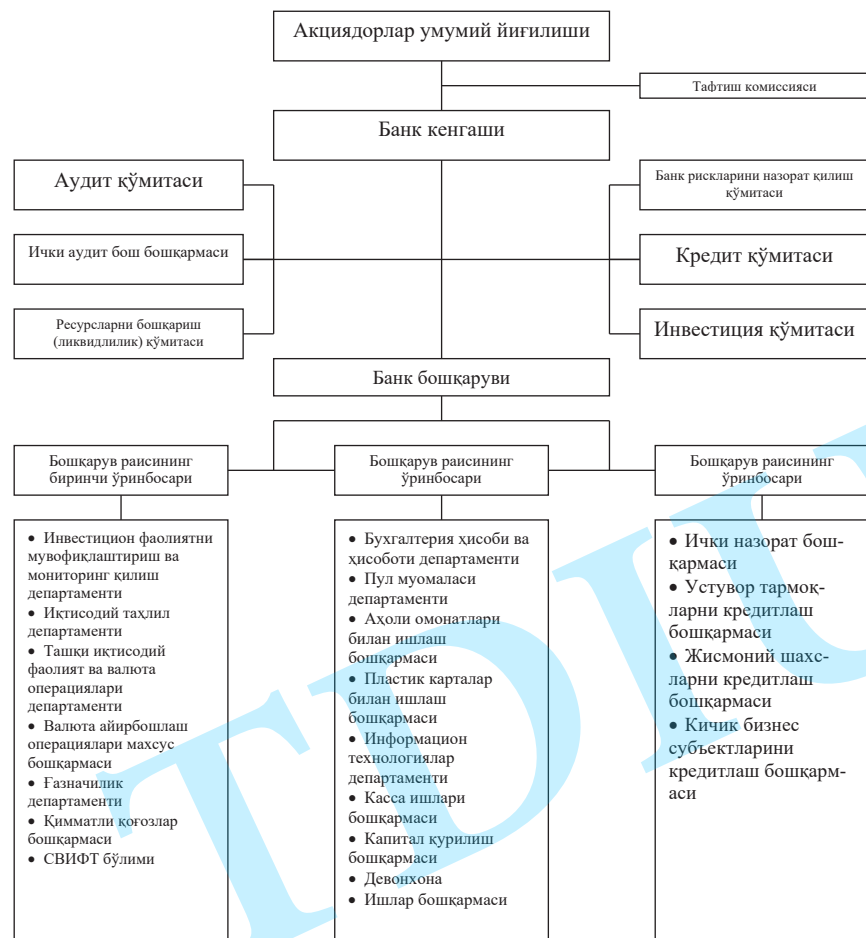 Акциядорлар умумий йиғилиши
Тафтиш комиссияси
Банк кенгаши
Аудит қўмитаси
Банк рискларини назорат қилиш
қўмитаси
Ички аудит бош бошқармаси
Кредит қўмитаси
Ресурсларни бошқариш
(ликвидлилик) қўмитаси
Инвестиция қўмитаси
Банк бошқаруви
Бошқарув раисининг
биринчи ўринбосари
Бошқарув раисининг
ўринбосари
Бошқарув раисининг
ўринбосари
• Инвестицион фаолиятни
мувофиқлаштириш ва
мониторинг қилиш
департаменти
• Иқтисодий таҳлил
департаменти
• Ташқи иқтисодий
фаолият ва валюта
операциялари
департаменти
• Валюта айирбошлаш
операциялари махсус
бошқармаси
• Ғазначилик
департаменти
• Қимматли қоғозлар
бошқармаси
• СВИФТ бўлими
• Бухгалтерия ҳисоби ва
ҳисоботи департаменти
• Пул муомаласи
департаменти
• Аҳоли омонатлари
билан ишлаш
бошқармаси
• Пластик карталар
билан ишлаш
бошқармаси
• Информацион
технологиялар
департаменти
• Касса ишлари
бошқармаси
• Капитал қурилиш
бошқармаси
• Девонхона
• Ишлар бошқармаси
• Ички назорат бош-
қармаси
• Устувор тармоқ-
ларни кредитлаш
бошқармаси
• Жисмоний шахс-
ларни кредитлаш
бошқармаси
• Кичик бизнес
субъектларини
кредитлаш бошқарм-
аси
TDIU